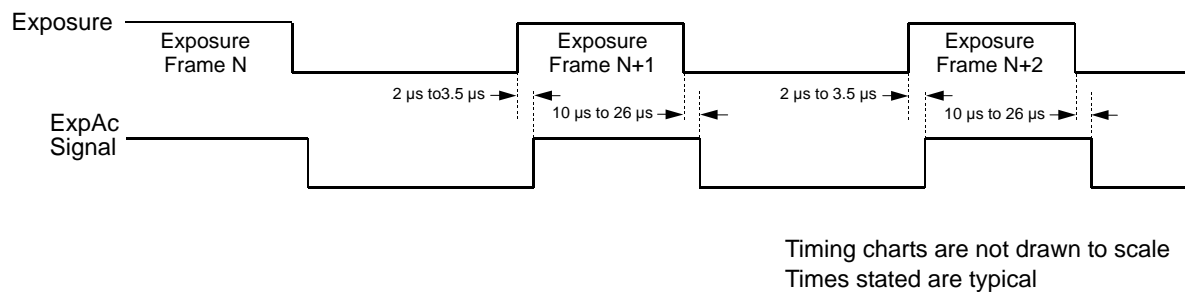 Exposure
Exposure
Frame N
Exposure
Frame N+1
Exposure
Frame N+2
2 µs to3.5 µs
10 µs to 26 µs
2 µs to 3.5 µs
10 µs to 26 µs
ExpAc
Signal
Timing charts are not drawn to scale
Times stated are typical